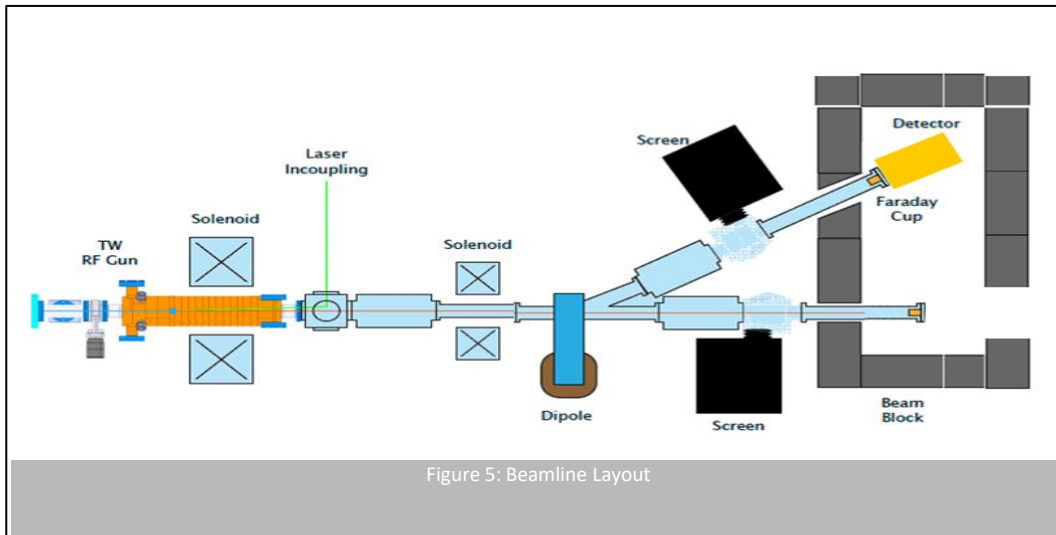 Detector
Screen
Laser
Incoupling
Faraday
Cup
Solenoid
Solenoid
TW
RF Gun
Dipole
Beam
Block
Screen
Figure 5: Beamline Layout